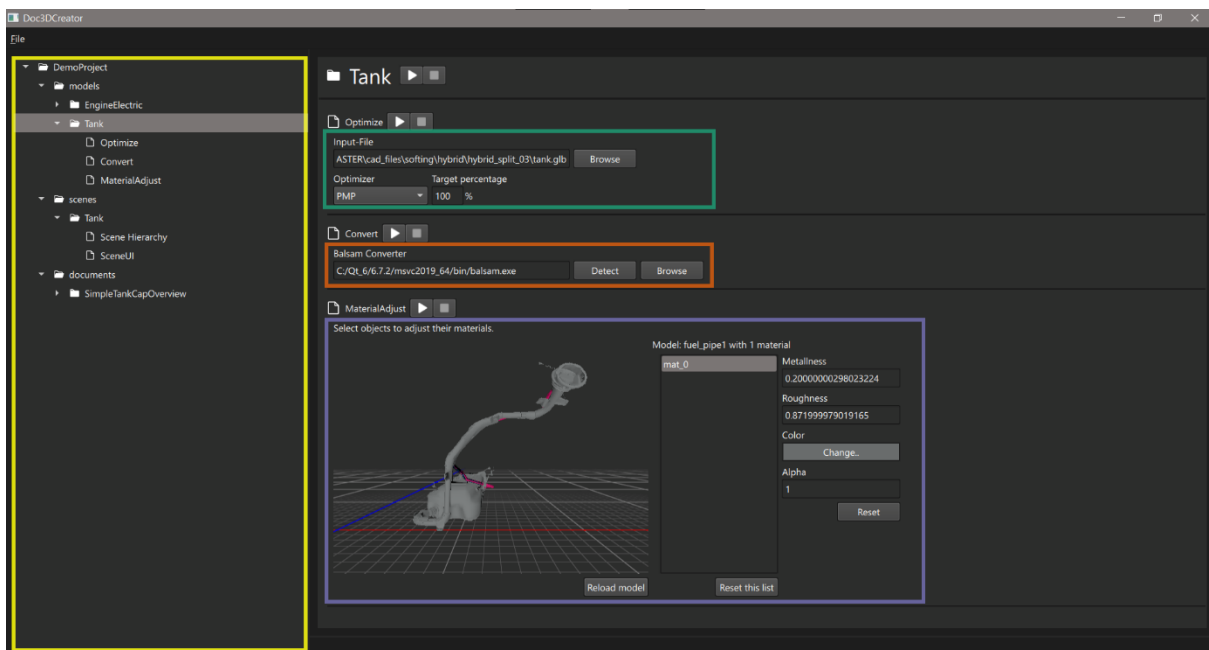 Doc3DCreator
File
DemoProject
models
EngineElectric
Tank
Optimize
Convert
MaterialAdjust
scenes
Tank
Scene Hierarchy
SceneUI
documents
SimpleTankCapOverview
Tank
Optimize
Input-File
ASTER\cad_files\softing\hybrid\hybrid_split_03\tank.glb Browse
Optimizer Target percentage
PMP 100 %
Convert
Balsam Converter
C:/Qt_6/6.7.2/msvc2019_64/bin/balsam.exe Detect Browse
MaterialAdjust
Select objects to adjust their materials.
Model: fuel_pipe1 with 1 material
mat_0
Metallness
0.20000000298023224
Roughness
0.871999979019165
Color
Change..
Alpha
1
Reset
Reload model Reset this list